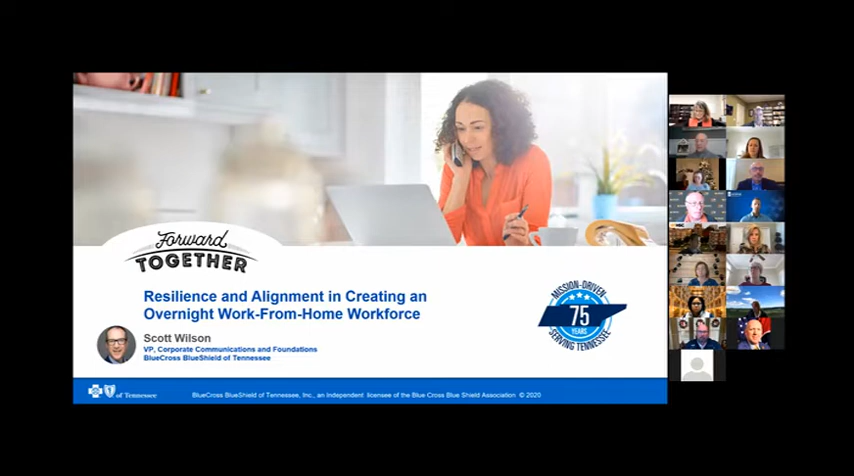 Forward
TOGETHER
Resilience and Alignment in Creating an
Overnight Work-From-Home Workforce
Scott Wilson
VP, Corporate Communications and Foundations
BlueCross BlueShield of Tennessee
MISSION-DRIVEN
75
YEARS
SERVING TENNESSEE
of Tennessee
BlueCross BlueShield of Tennessee, Inc., an Independent licensee of the Blue Cross Blue Shield Association © 2020